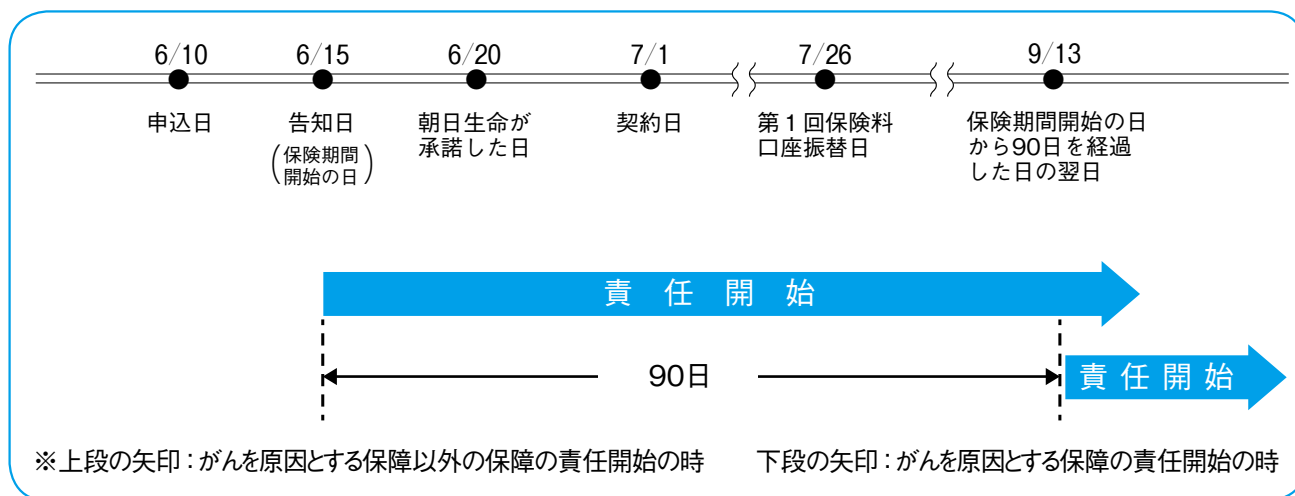 6/10
6/15
6/20
7/1
7/26
9/13
申込日
告知日
(保険期間
開始の日)
朝日生命が
承諾した日
契約日
第1回保険料
口座振替日
保険期間開始の日
から90日を経過
した日の翌日
責任開始
90日
責任開始
※上段の矢印：がんを原因とする保障以外の保障の責任開始の時
下段の矢印：がんを原因とする保障の責任開始の時